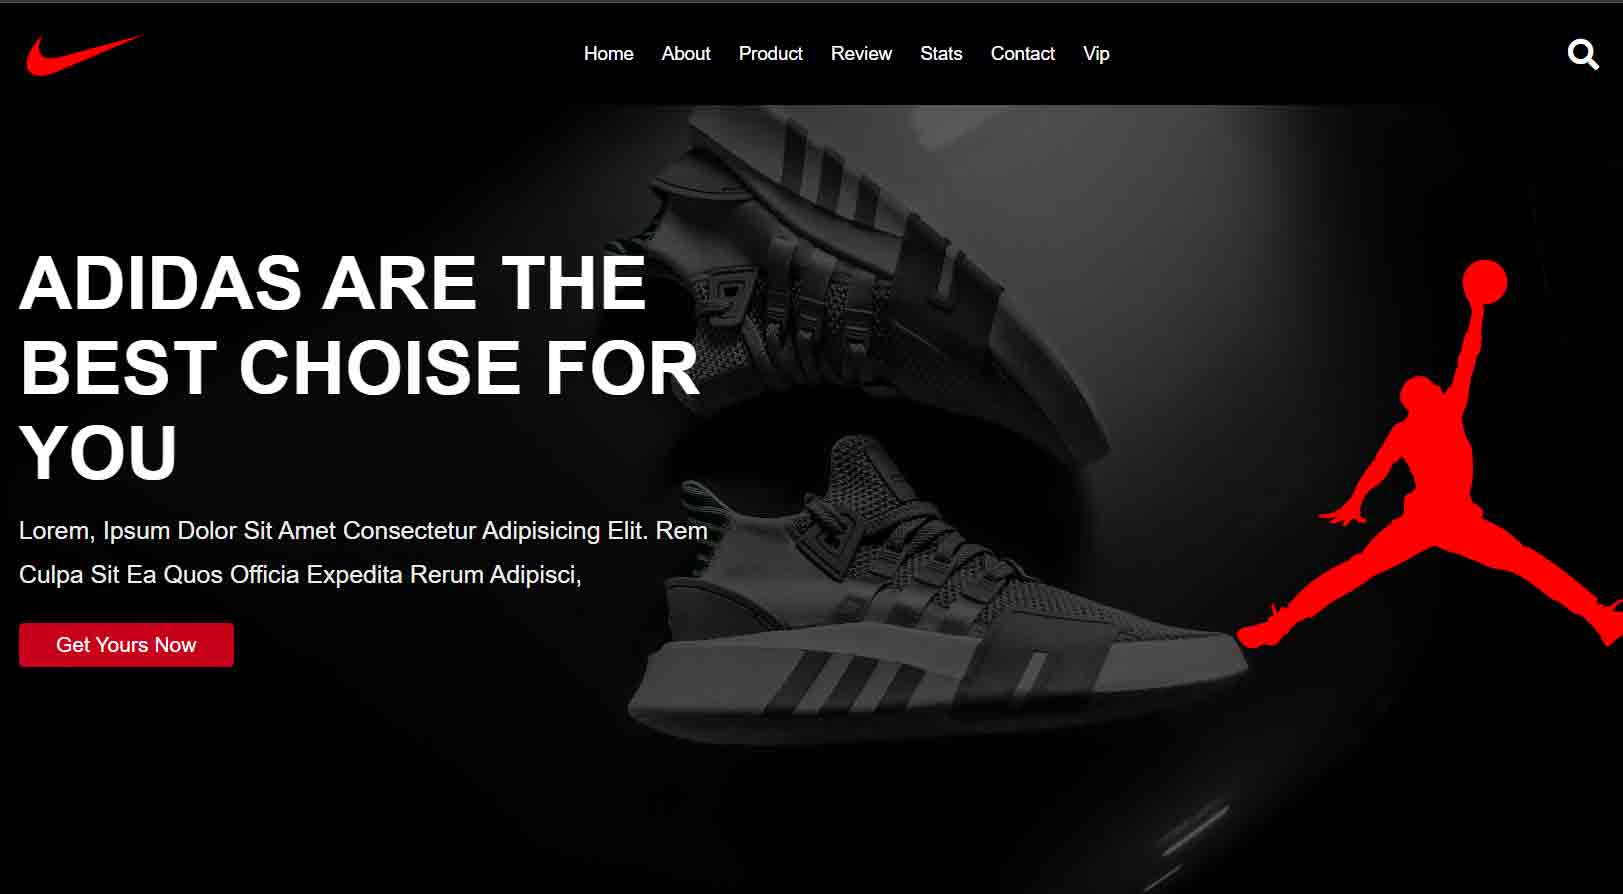 Home About Product Review Stats Contact Vip
ADIDAS ARE THE
BEST CHOISE FOR
YOU
Lorem, Ipsum Dolor Sit Amet Consectetur Adipisicing Elit. Rem
Culpa Sit Ea Quos Officia Expedita Rerum Adipisci,
Get Yours Now